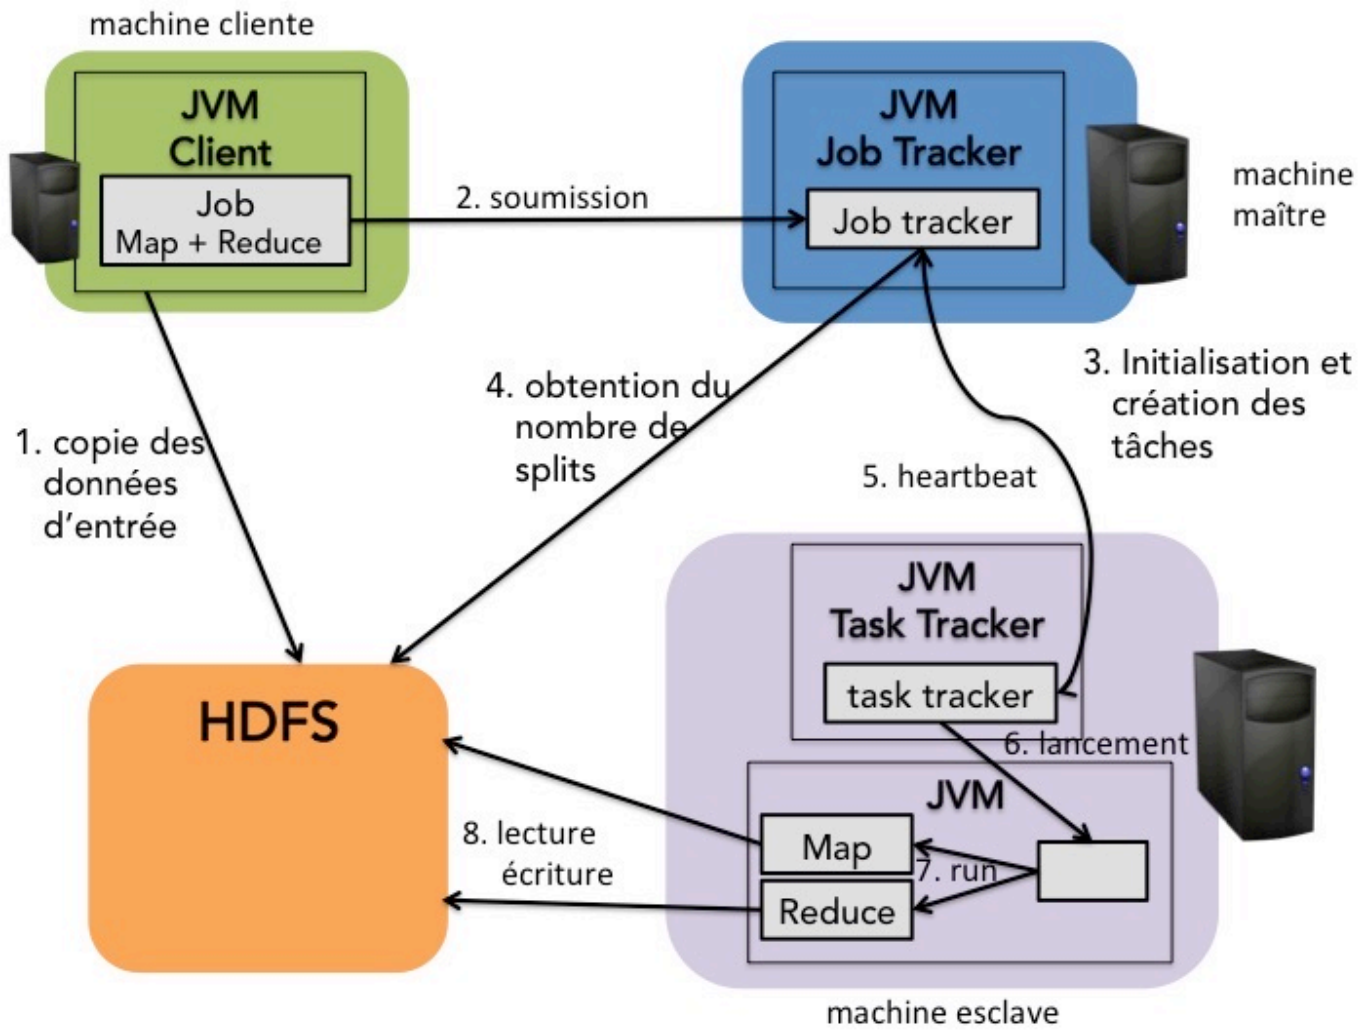 machine cliente
JVM
Client
Job
Map + Reduce
2. soumission
JVM
Job Tracker
Job tracker
machine
maître
1. copie des
données
d'entrée
4. obtention du
nombre de
splits
3. Initialisation et
création des
tâches
5. heartbeat
HDFS
JVM
Task Tracker
task tracker
6. lancement
JVM
Map
7. run
Reduce
8. lecture
écriture
machine esclave